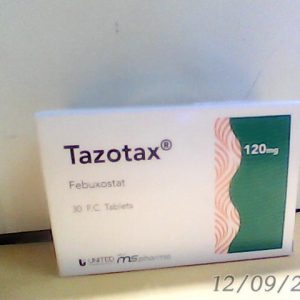 Tazotax®
120mg
Febuxostat
30 F.C. Tablets
UNITED mspharma
12/09/2